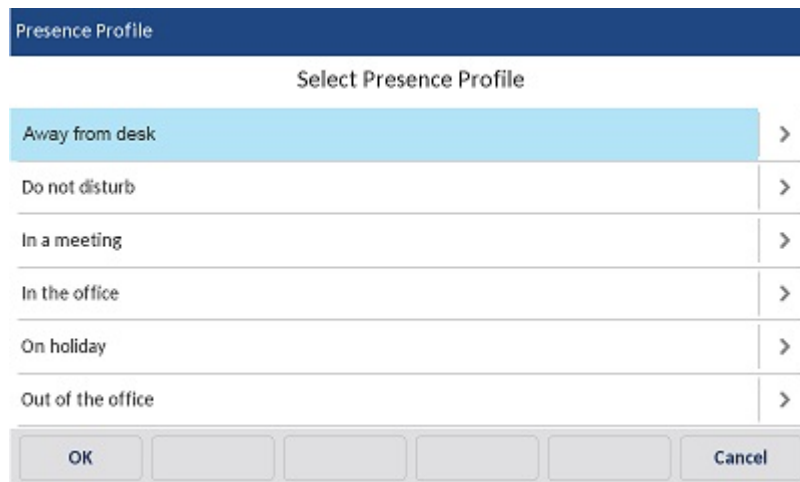 Presence Profile
Select Presence Profile
Away from desk
Do not disturb
In a meeting
In the office
On holiday
Out of the office
OK
Cancel